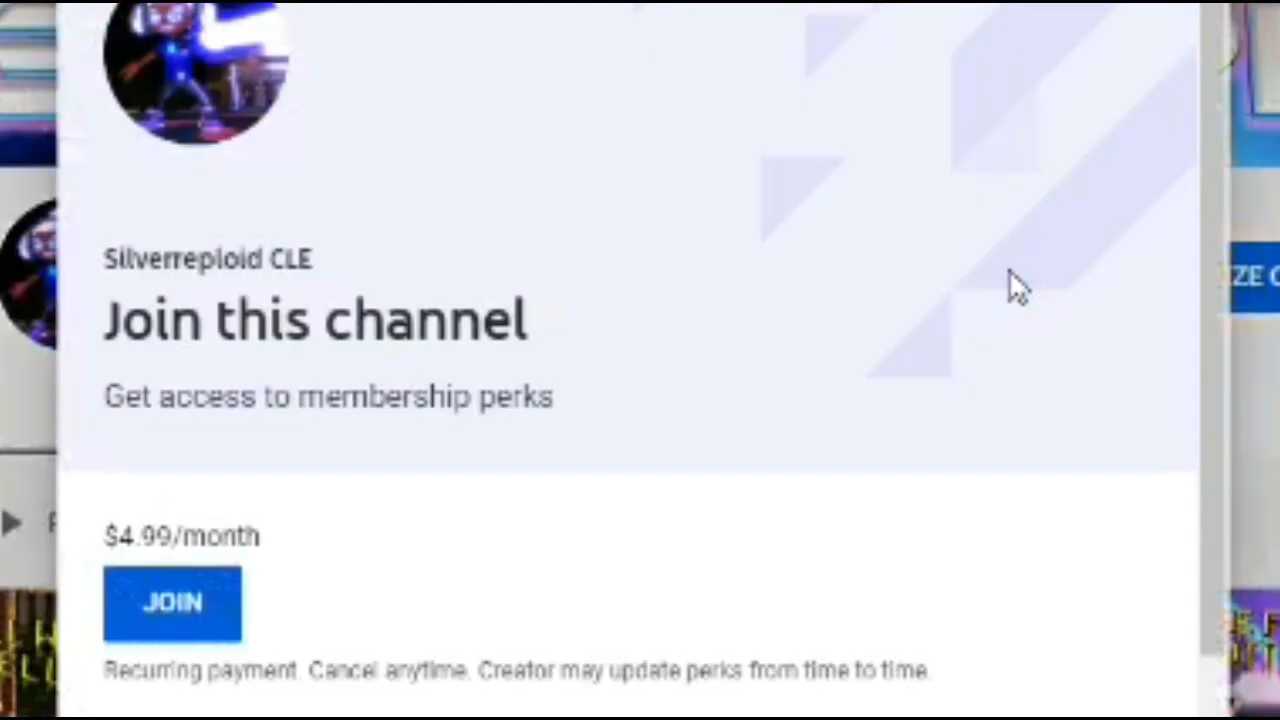 Silverreploid CLE
Join this channel
Get access to membership perks
$4.99/month
JOIN
Recurring payment. Cancel anytime. Creator may update perks from time to time.